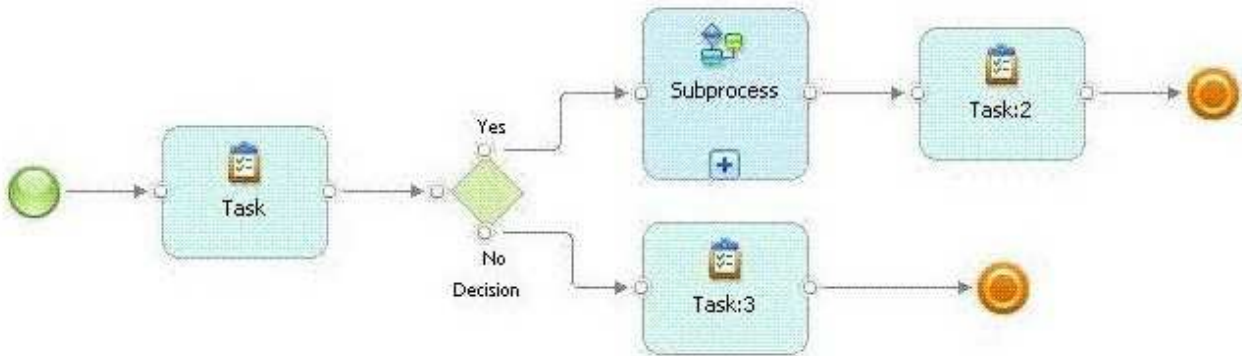 Task
Yes
No
Decision
Subprocess
Task:2
Task:3